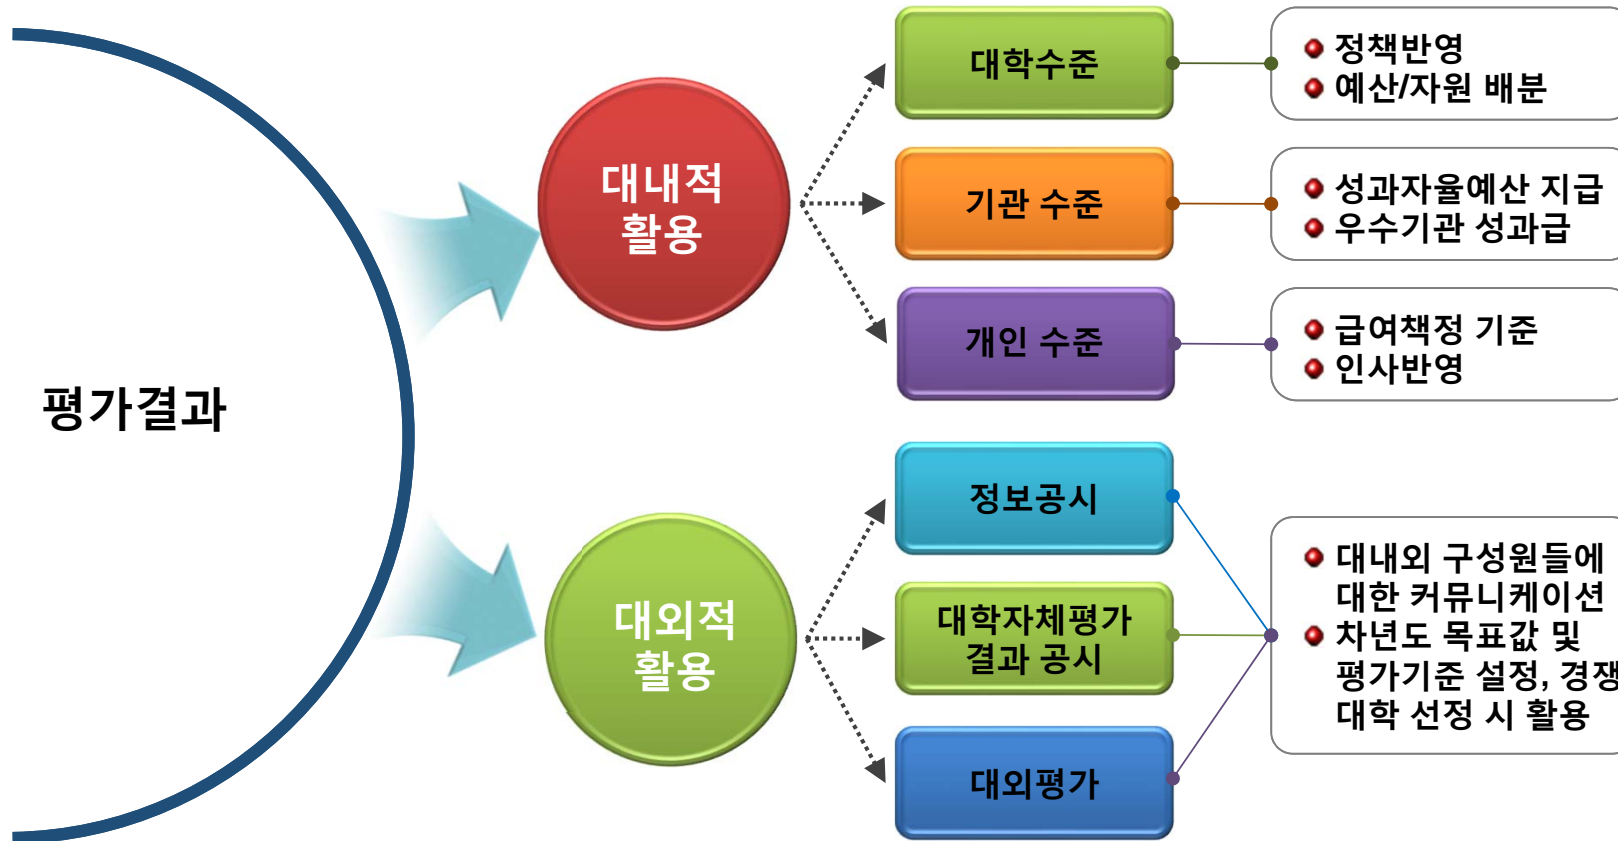 평가결과
대내적
활용
대학수준
정책반영
예산/자원 배분
기관 수준
성과자율예산 지급
우수기관 성과급
개인 수준
급여책정 기준
인사반영
대외적
활용
정보공시
대학자체평가
결과 공시
대외평가
대내외 구성원들에
대한 커뮤니케이션
차년도 목표값 및
평가기준 설정, 경쟁
대학 선정 시 활용